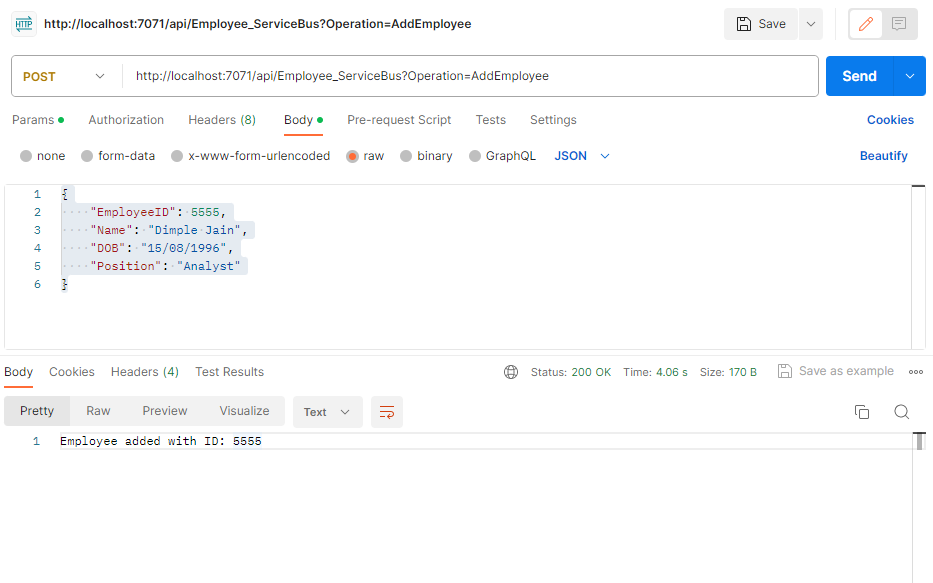 HTTP http://localhost:7071/api/Employee_ServiceBus?Operation=AddEmployee Save
POST http://localhost:7071/api/Employee_ServiceBus?Operation=AddEmployee Send
Params Authorization Headers (8) Body Pre-request Script Tests Settings Cookies
none form-data x-www-form-urlencoded raw binary GraphQL JSON Beautify
1 {
2 ····"EmployeeID":·5555,
3 ····"Name":·"Dimple·Jain",
4 ····"DOB":·"15/08/1996",
5 ····"Position":·"Analyst"
6 }
Body Cookies Headers (4) Test Results Status: 200 OK Time: 4.06 s Size: 170 B Save as example
Pretty Raw Preview Visualize Text
1 Employee added with ID: 5555